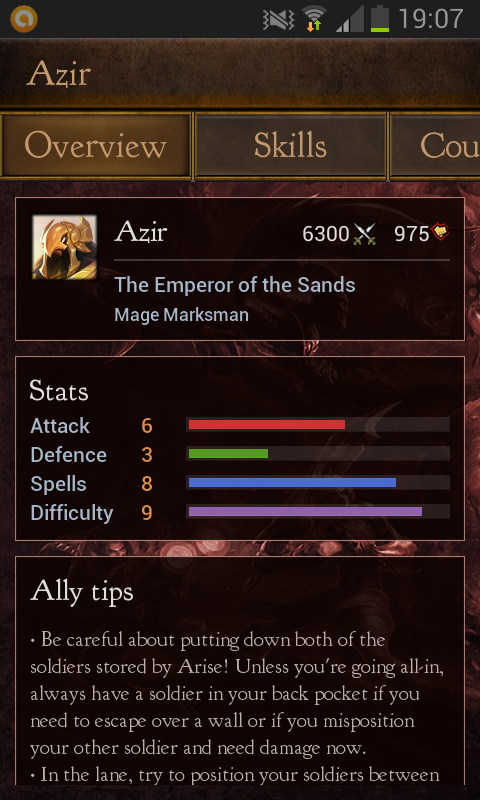 19:07
Azir
Overview Skills Cou
Azir 6300 975
The Emperor of the Sands
Mage Marksman
Stats
Attack 6
Defence 3
Spells 8
Difficulty 9
Ally tips
• Be careful about putting down both of the
soldiers stored by Arise! Unless you're going all-in,
always have a soldier in your back pocket if you
need to escape over a wall or if you misposition
your other soldier and need damage now.
• In the lane, try to position your soldiers between